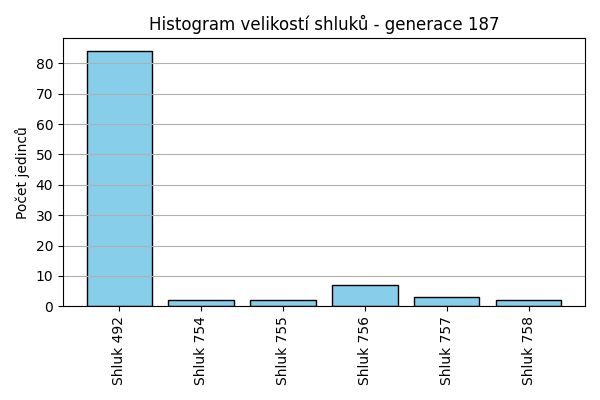 Histogram velikostí shluků - generace 187
Počet jedinců
80
70
60
50
40
30
20
10
0
Shluk 492
Shluk 754
Shluk 755
Shluk 756
Shluk 757
Shluk 758